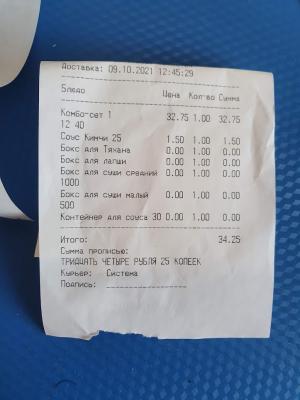 Доставка: 09.10.2021 12:45:29
Блюдо Цена Кол-во Сумма
Комбо-сет 1 32.75 1.00 32.75
12 40
Соус Кимчи 25 1.50 1.00 1.50
Бокс для Тяхана 0.00 1.00 0.00
Бокс для лапши 0.00 1.00 0.00
Бокс для суши средний 0.00 1.00 0.00
1000
Бокс для суши малый 0.00 1.00 0.00
500
Контейнер для соуса 30 0.00 1.00 0.00
Итого: 34.25
Сумма прописью:
ТРИДЦАТЬ ЧЕТЫРЕ РУБЛЯ 25 КОПЕЕК
Курьер: Система
Подпись: